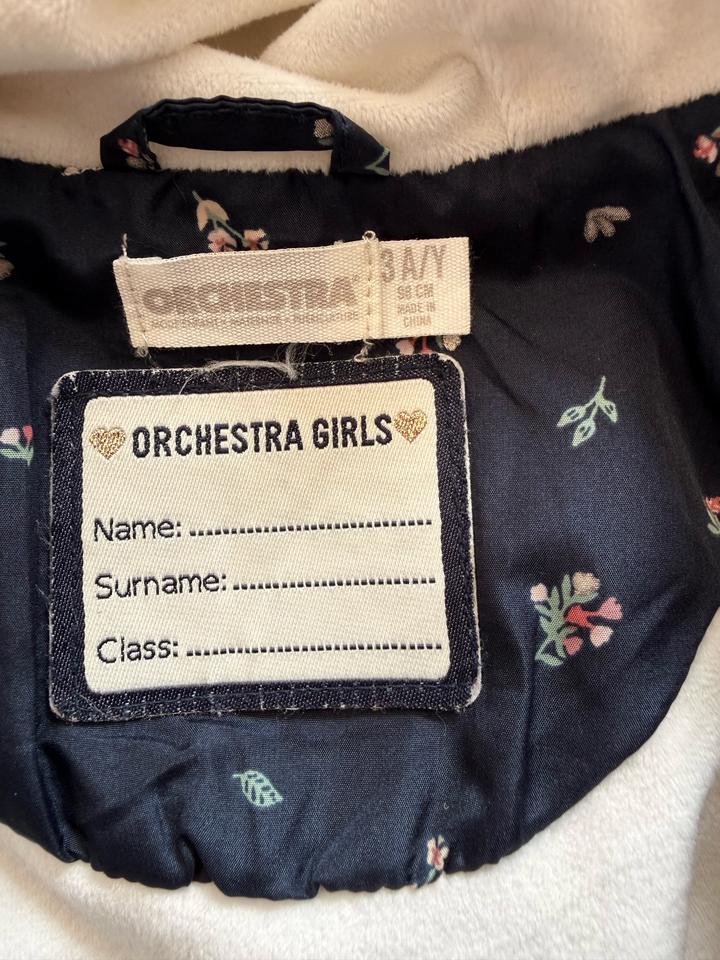 ORCHESTRA
3 A/Y
98 CM
MADE IN
CHINA
ORCHESTRA GIRLS
Name:
Surname:
Class: